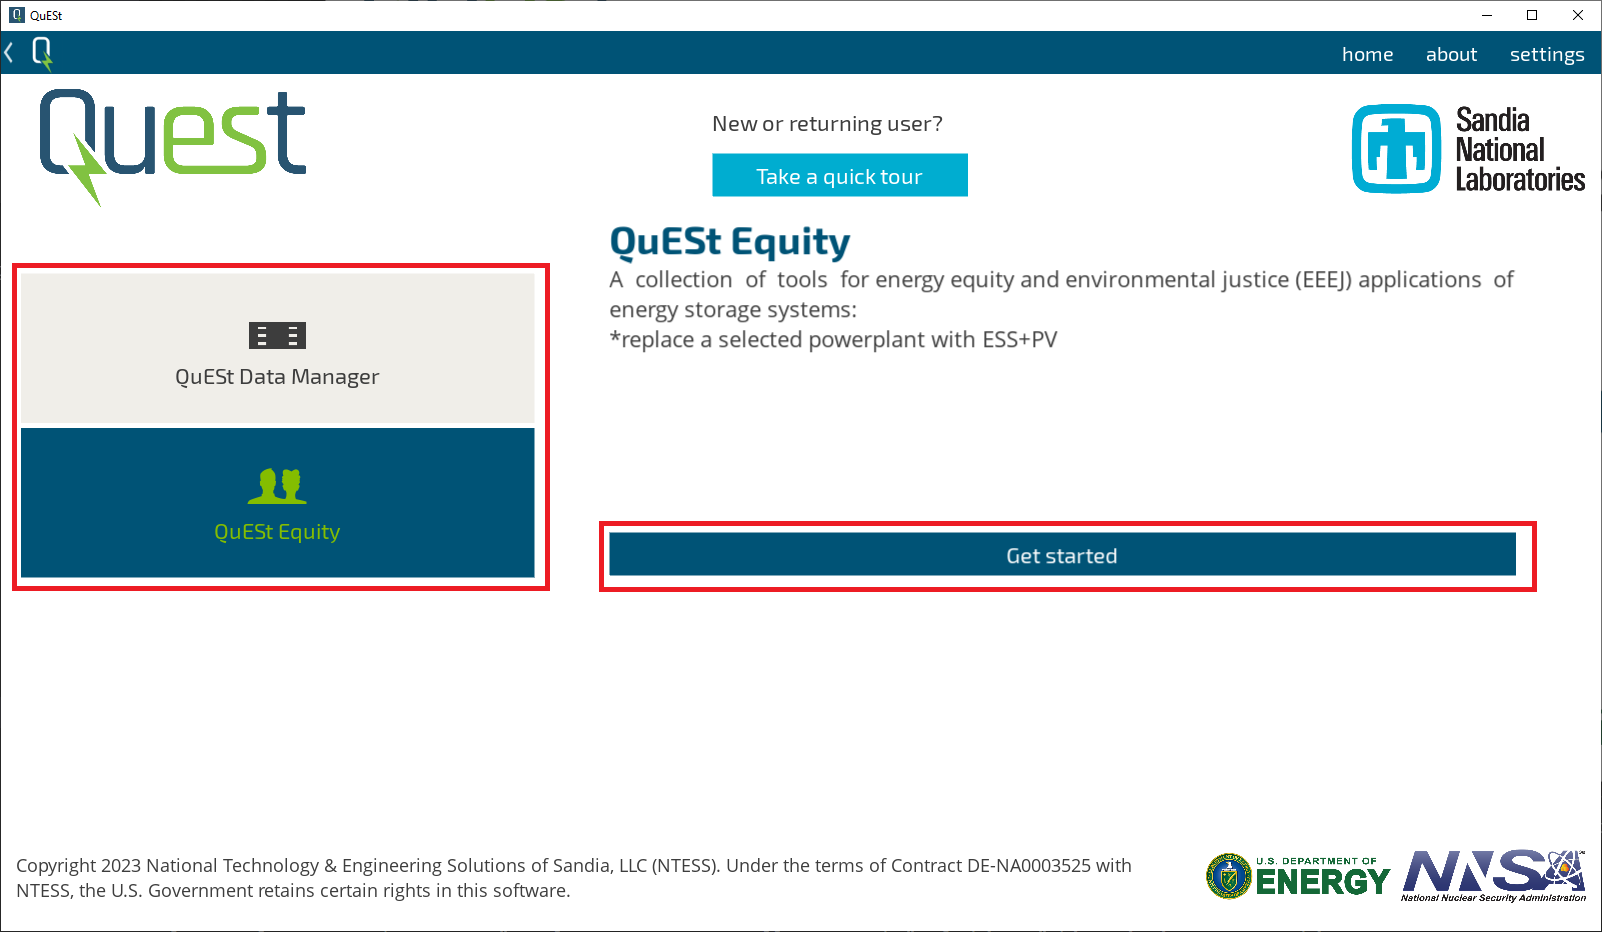 QuESt
home about settings
Quest
New or returning user?
Take a quick tour
Sandia
National
Laboratories
QuESt Equity
A collection of tools for energy equity and environmental justice (EEEJ) applications of
energy storage systems:
*replace a selected powerplant with ESS+PV
QuESt Data Manager
QuESt Equity
Get started
Copyright 2023 National Technology & Engineering Solutions of Sandia, LLC (NTESS). Under the terms of Contract DE-NA0003525 with
NTESS, the U.S. Government retains certain rights in this software.
U.S. DEPARTMENT OF
ENERGY
NNSA
National Nuclear Security Administration